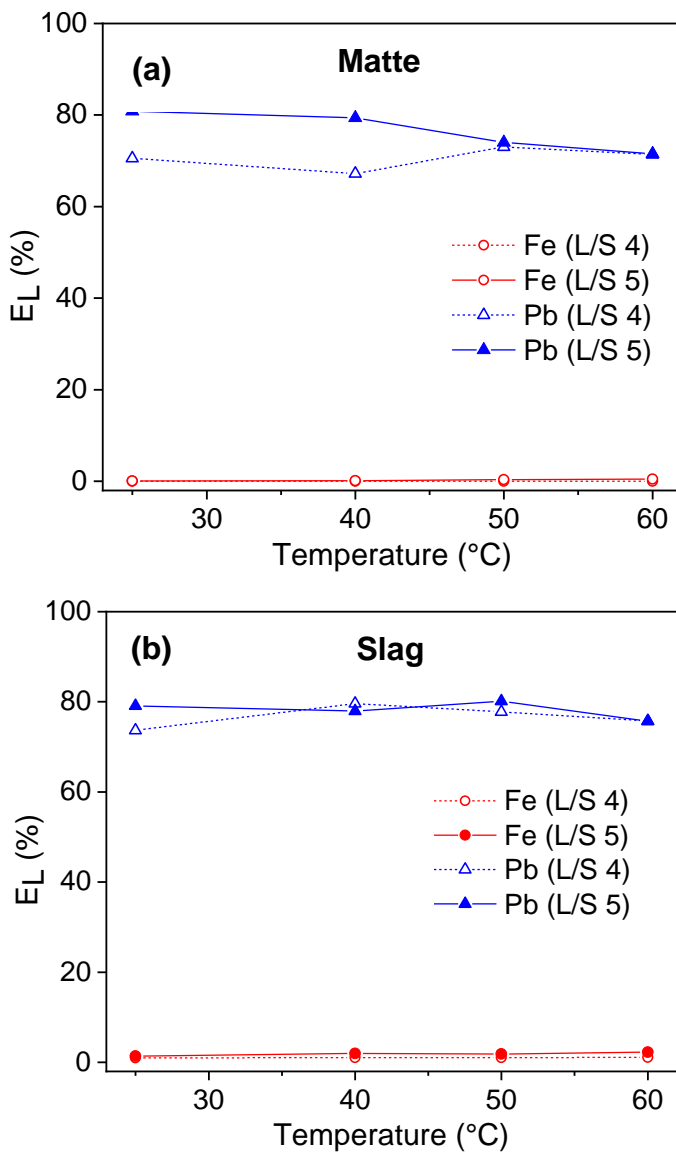 100
(a)
Matte
80
60
Fe (L/S 4)
Fe (L/S 5)
40
Pb (L/S 4)
Pb (L/S 5)
20
0
E_L (%)
30 40 50 60
Temperature (°C)
100
(b)
Slag
80
60
Fe (L/S 4)
Fe (L/S 5)
40
Pb (L/S 4)
Pb (L/S 5)
20
0
E_L (%)
30 40 50 60
Temperature (°C)